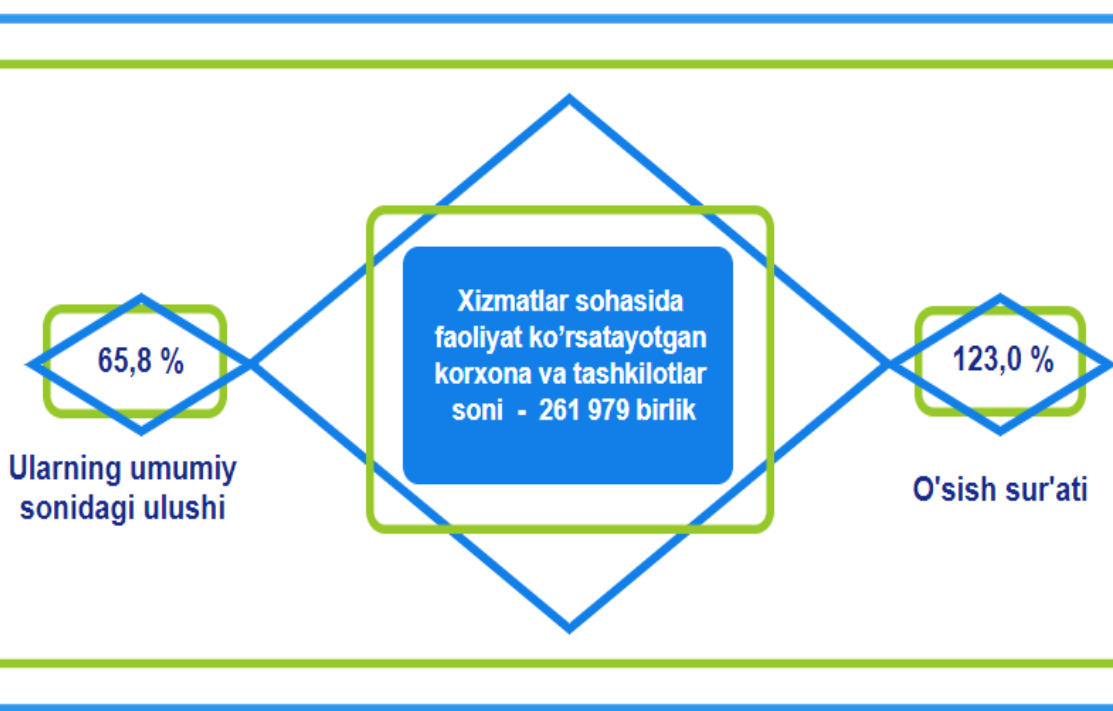 65,8 %
Ularning umumiy
sonidagi ulushi
Xizmatlar sohasida
faoliyat ko’rsatayotgan
korxona va tashkilotlar
soni - 261 979 birlik
123,0 %
O'sish sur'ati